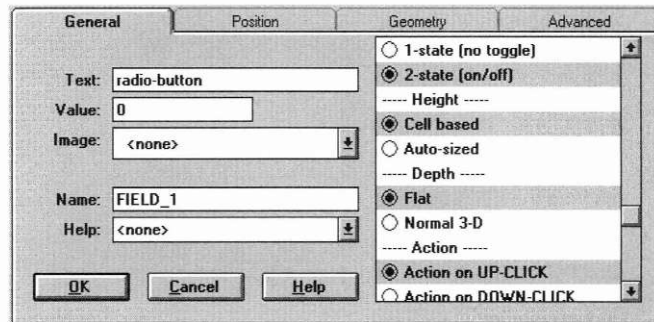 General
Position
Geometry
Advanced
Text: radio-button
Value: 0
Image: <none>
Name: FIELD_1
Help: <none>
OK
Cancel
Help
1-state (no toggle)
2-state (on/off)
----- Height -----
Cell based
Auto-sized
----- Depth -----
Flat
Normal 3-D
----- Action -----
Action on UP-CLICK
Action on DOWN-CLICK